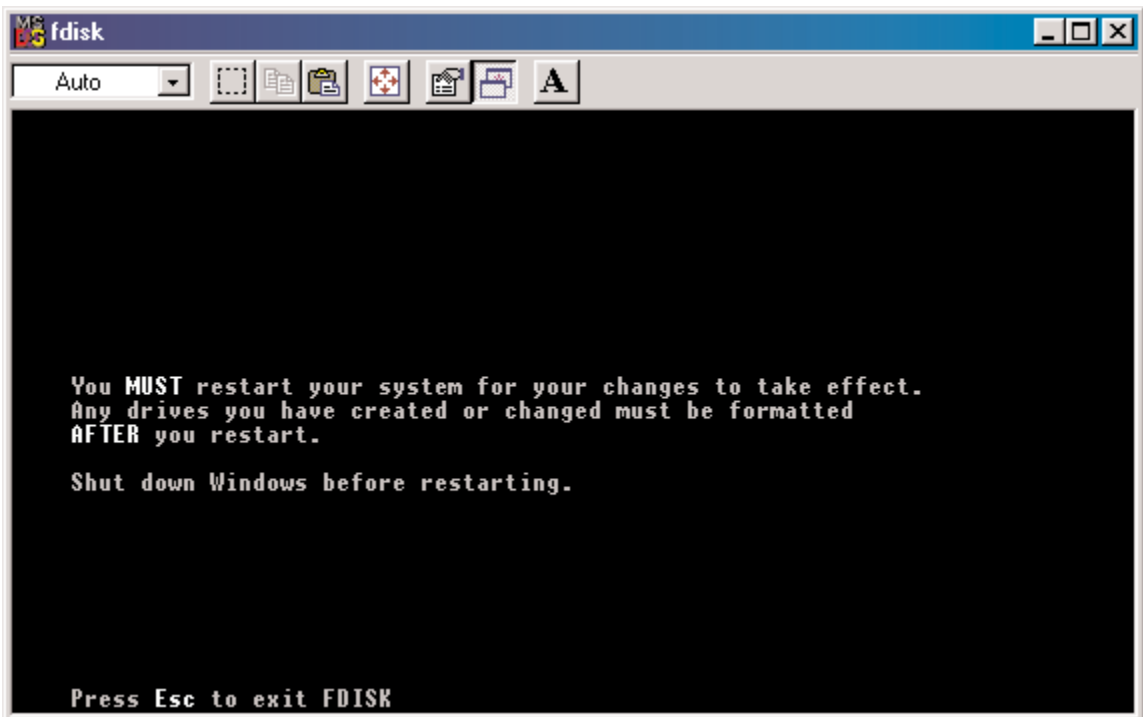 fdisk
Auto
A
You MUST restart your system for your changes to take effect.
Any drives you have created or changed must be formatted
AFTER you restart.
Shut down Windows before restarting.
Press Esc to exit FDISK